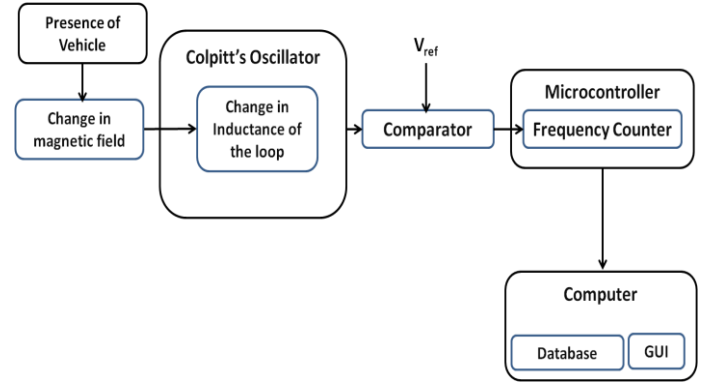 Presence of
Vehicle
Colpitt's Oscillator
V_ref
Change in
magnetic field
Change in
Inductance of
the loop
Comparator
Microcontroller
Frequency Counter
Computer
Database
GUI